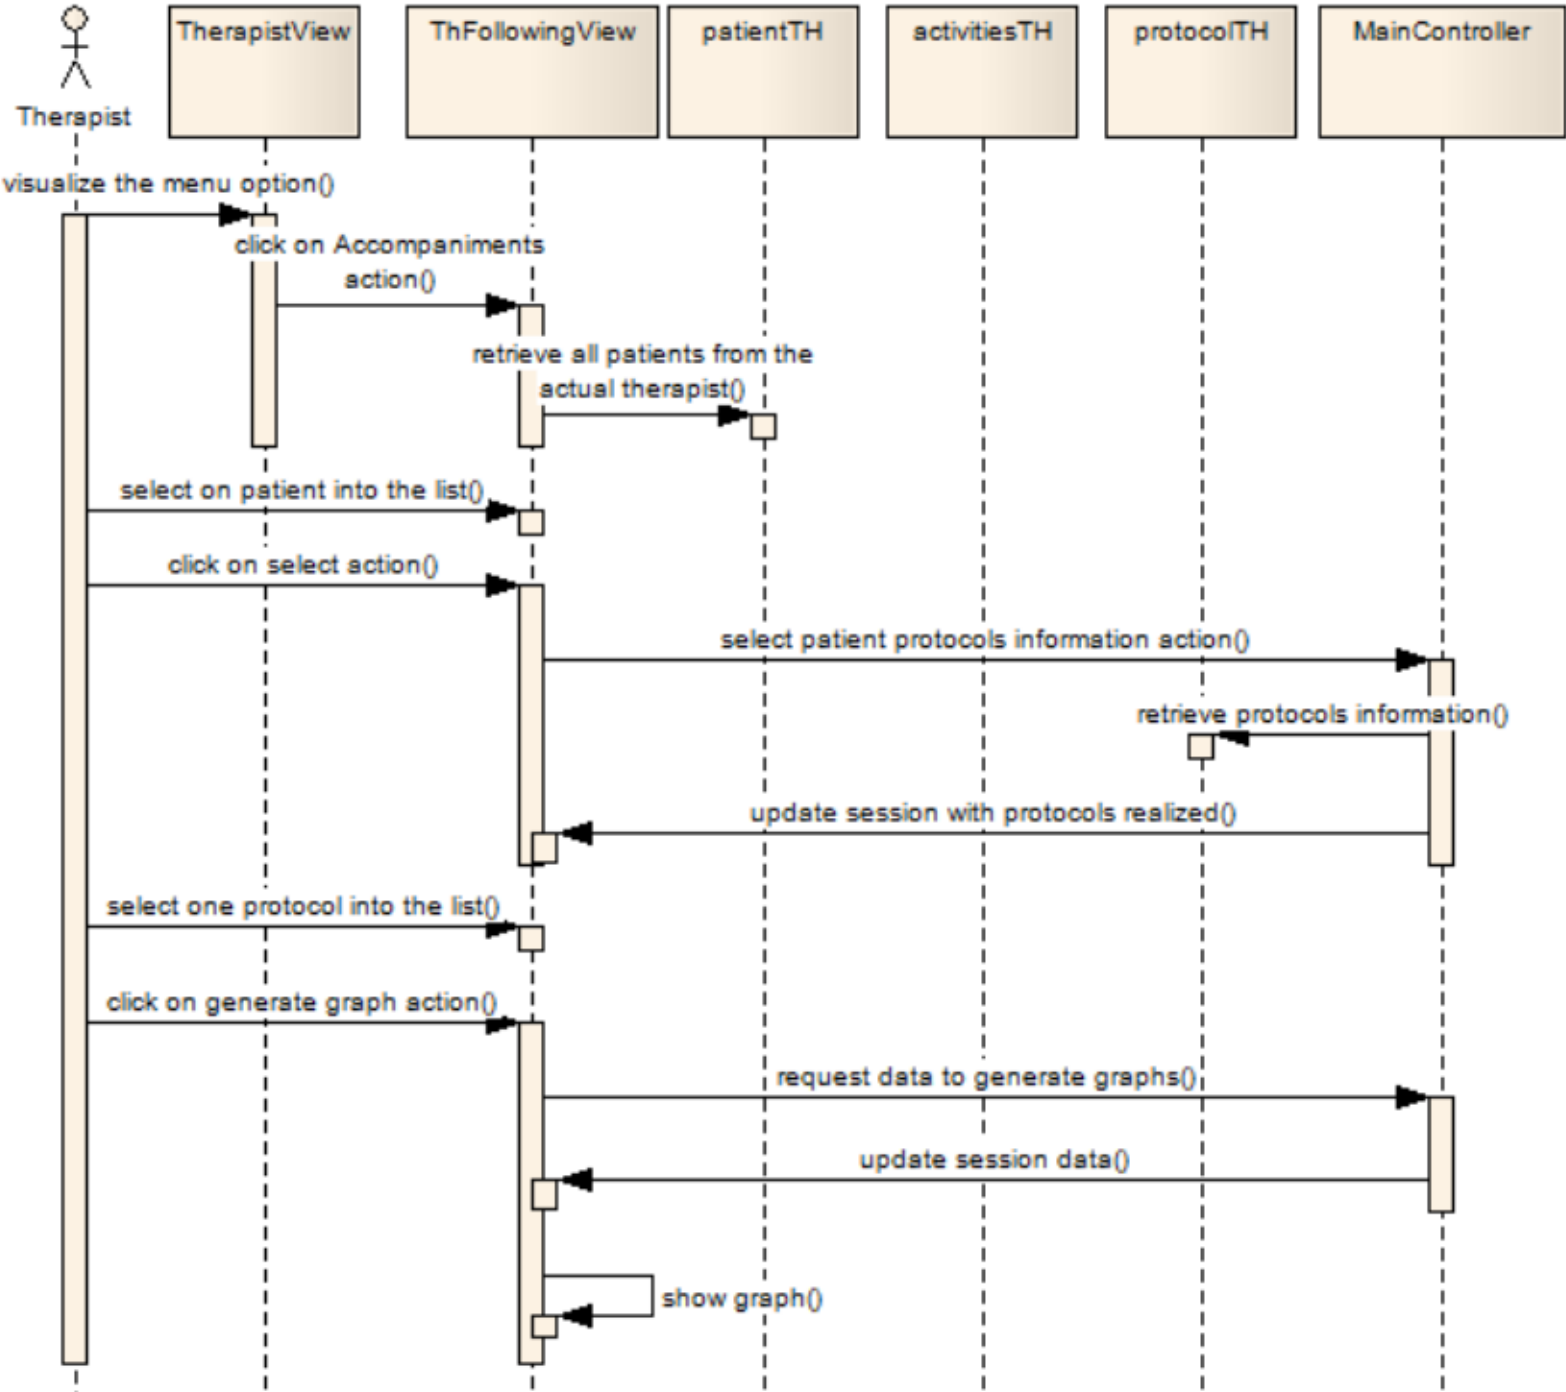 TherapistView
ThFollowingView
patientTH
activitiesTH
protocolTH
MainController
Therapist
visualize the menu option()
click on Accompaniments
action()
retrieve all patients from the
actual therapist()
select on patient into the list()
click on select action()
select patient protocols information action()
retrieve protocols information()
update session with protocols realized()
select one protocol into the list()
click on generate graph action()
request data to generate graphs()
update session data()
show graph()